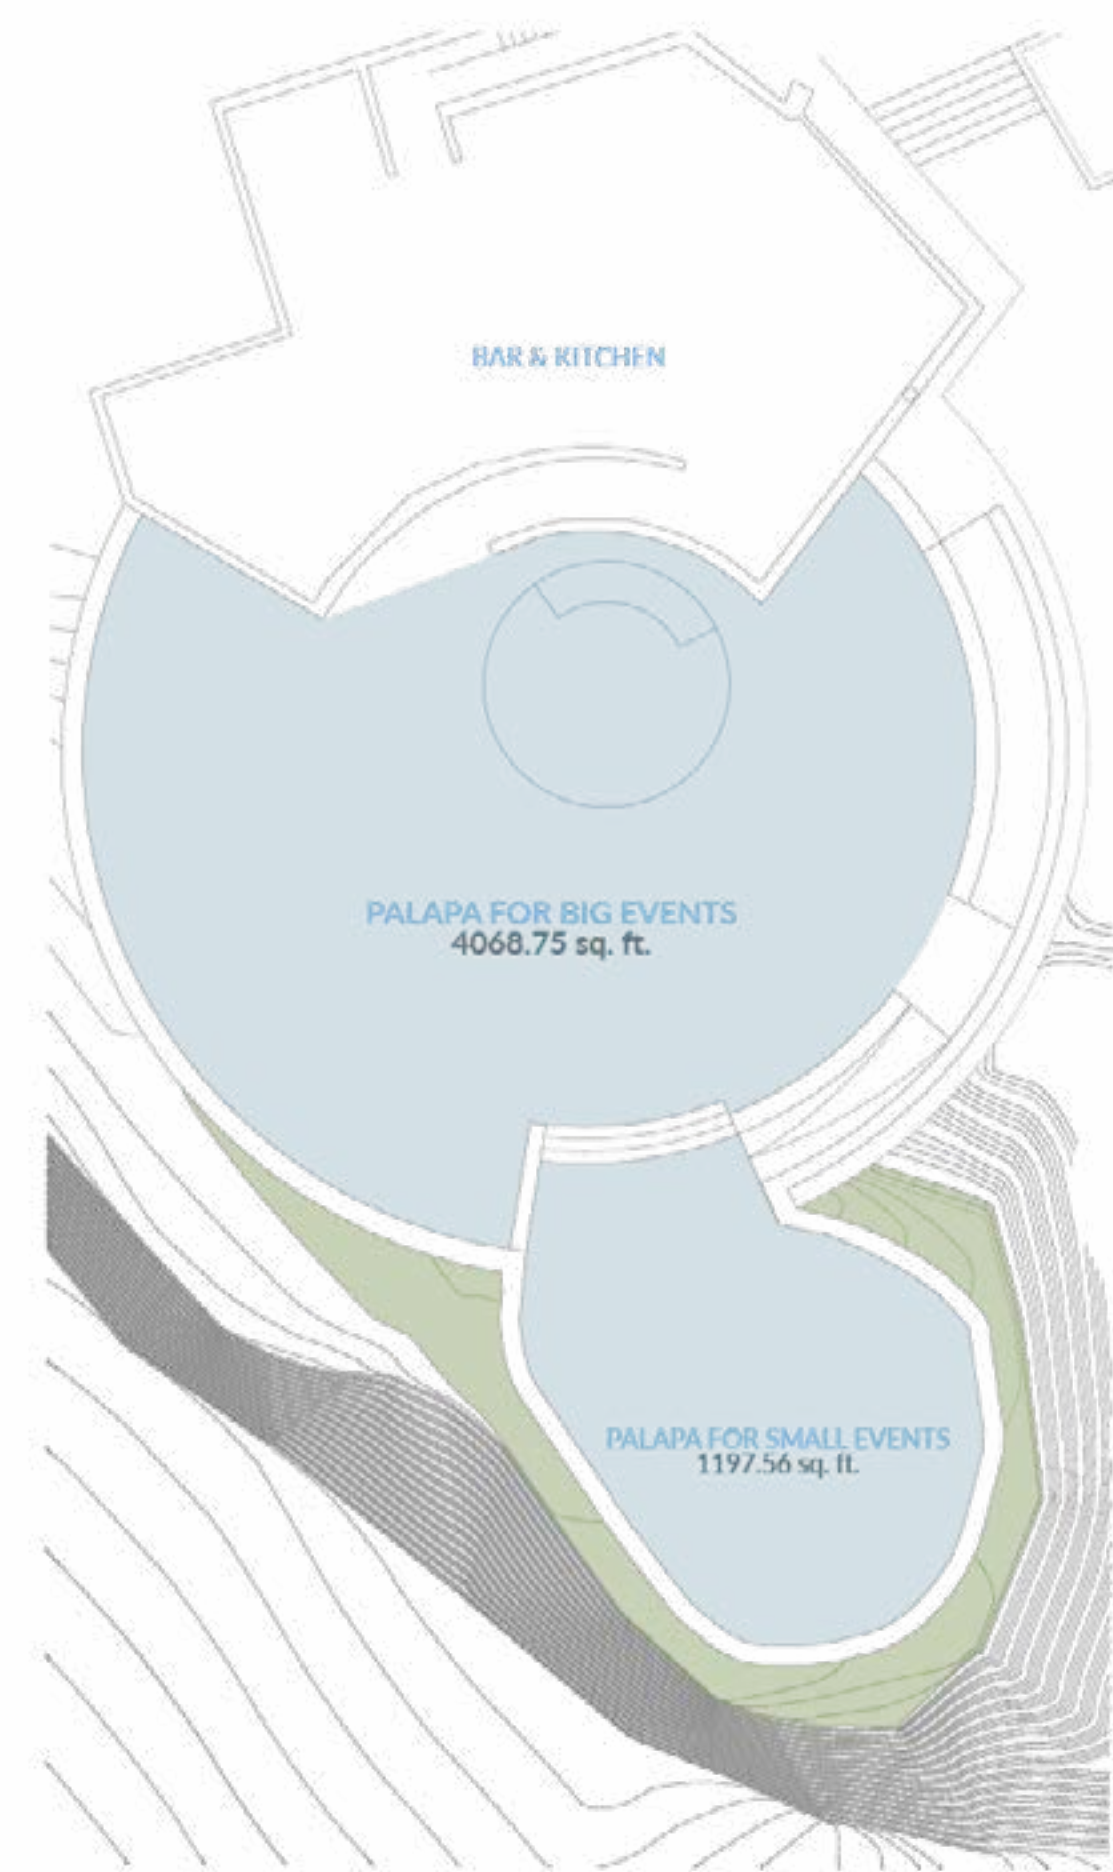 BAR & KITCHEN
PALAPA FOR BIG EVENTS
4068.75 sq. ft.
PALAPA FOR SMALL EVENTS
1197.56 sq. ft.